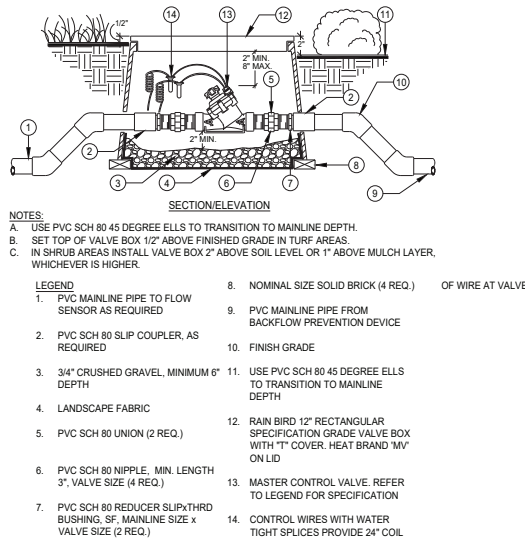 14
13
12
11
1/2"
2"
2" MIN.
8" MAX.
5
10
2
1
2" MIN.
2
3
4
6
7
8
9
SECTION/ELEVATION
NOTES:
A. USE PVC SCH 80 45 DEGREE ELLS TO TRANSITION TO MAINLINE DEPTH.
B. SET TOP OF VALVE BOX 1/2" ABOVE FINISHED GRADE IN TURF AREAS.
C. IN SHRUB AREAS INSTALL VALVE BOX 2" ABOVE SOIL LEVEL OR 1" ABOVE MULCH LAYER,
WHICHEVER IS HIGHER.
LEGEND
1. PVC MAINLINE PIPE TO FLOW
SENSOR AS REQUIRED
2. PVC SCH 80 SLIP COUPLER, AS
REQUIRED
3. 3/4" CRUSHED GRAVEL, MINIMUM 6"
DEPTH
4. LANDSCAPE FABRIC
5. PVC SCH 80 UNION (2 REQ.)
6. PVC SCH 80 NIPPLE, MIN. LENGTH
3", VALVE SIZE (4 REQ.)
7. PVC SCH 80 REDUCER SLIPxTHRD
BUSHING, SF, MAINLINE SIZE x
VALVE SIZE (2 REQ.)
8. NOMINAL SIZE SOLID BRICK (4 REQ.)
9. PVC MAINLINE PIPE FROM
BACKFLOW PREVENTION DEVICE
10. FINISH GRADE
11. USE PVC SCH 80 45 DEGREE ELLS
TO TRANSITION TO MAINLINE
DEPTH
12. RAIN BIRD 12" RECTANGULAR
SPECIFICATION GRADE VALVE BOX
WITH "T" COVER. HEAT BRAND 'MV'
ON LID
13. MASTER CONTROL VALVE. REFER
TO LEGEND FOR SPECIFICATION
14. CONTROL WIRES WITH WATER
TIGHT SPLICES PROVIDE 24" COIL
OF WIRE AT VALVE